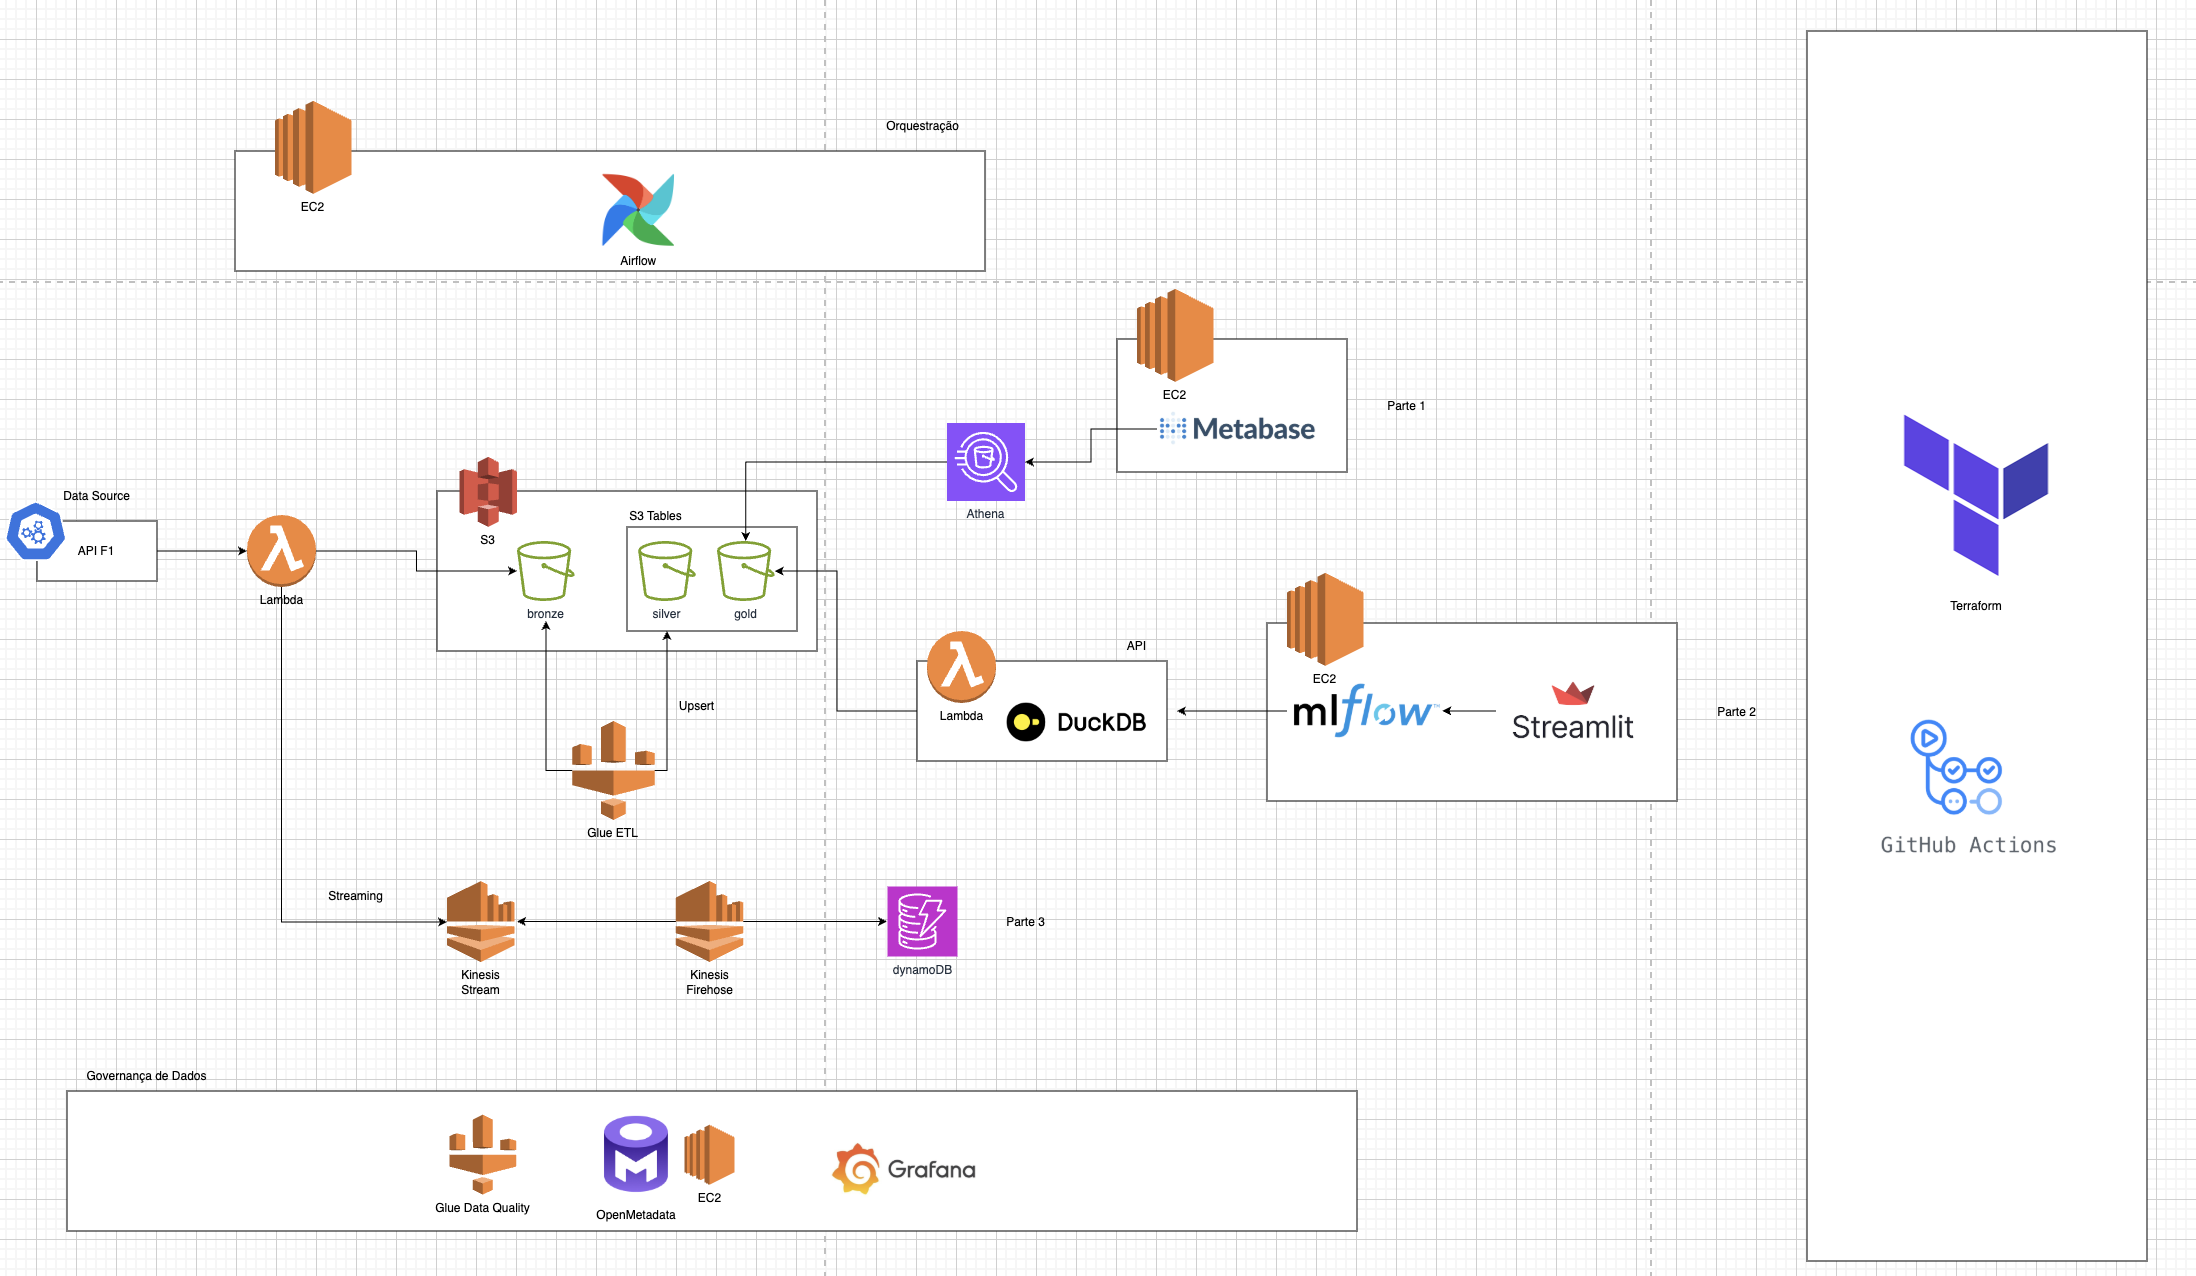 Orquestração
EC2
Airflow
EC2
Metabase
Parte 1
Data Source
API F1
Lambda
S3
S3 Tables
bronze
silver
gold
Athena
Upsert
Glue ETL
API
Lambda
DuckDB
EC2
mlflow™
Streamlit
Parte 2
Terraform
GitHub Actions
Streaming
Kinesis
Stream
Kinesis
Firehose
dynamoDB
Parte 3
Governança de Dados
Glue Data Quality
OpenMetadata
EC2
Grafana